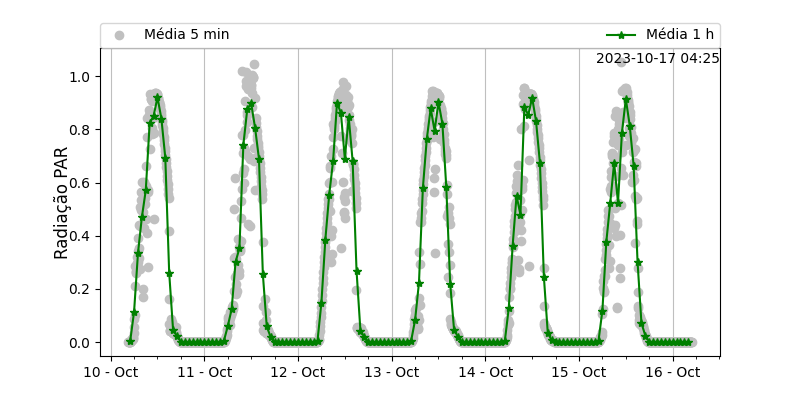 Média 5 min
Média 1 h
2023-10-17 04:25
Radiação PAR
1.0
0.8
0.6
0.4
0.2
0.0
10 - Oct
11 - Oct
12 - Oct
13 - Oct
14 - Oct
15 - Oct
16 - Oct